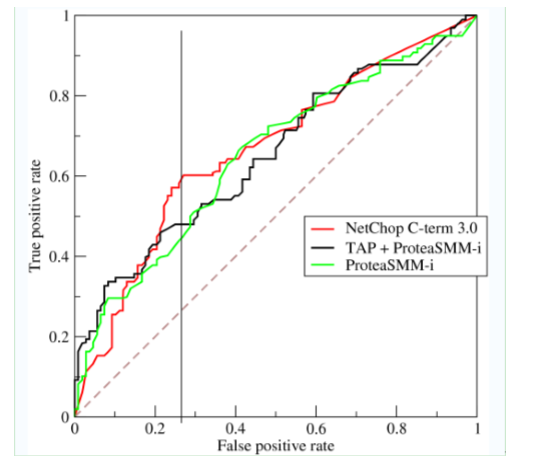 1
0.8
0.6
0.4
0.2
0
0
0.2
0.4
0.6
0.8
1
True positive rate
False positive rate
NetChop C-term 3.0
TAP + ProteaSMM-i
ProteaSMM-i